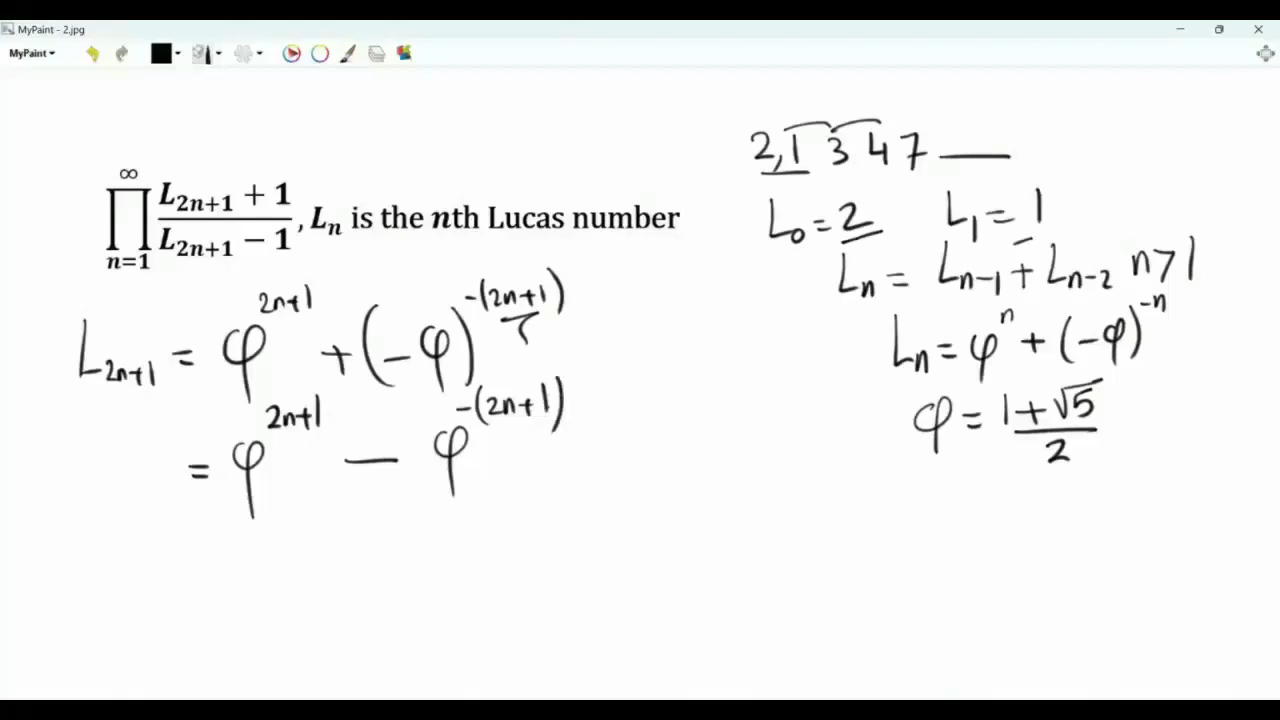 MyPaint - 2.jpg
MyPaint
∏_{n=1}^{∞} (L_{2n+1} + 1)/(L_{2n+1} − 1), L_n is the nth Lucas number
L_{2n+1} = φ^{2n+1} + (−φ)^{−(2n+1)}
= φ^{2n+1} − φ^{−(2n+1)}
2, 1 3 4 7 —
L_0 = 2 L_1 = 1
L_n = L_{n−1} + L_{n−2} n > 1
L_n = φ^n + (−φ)^{−n}
φ = (1 + √5)/2